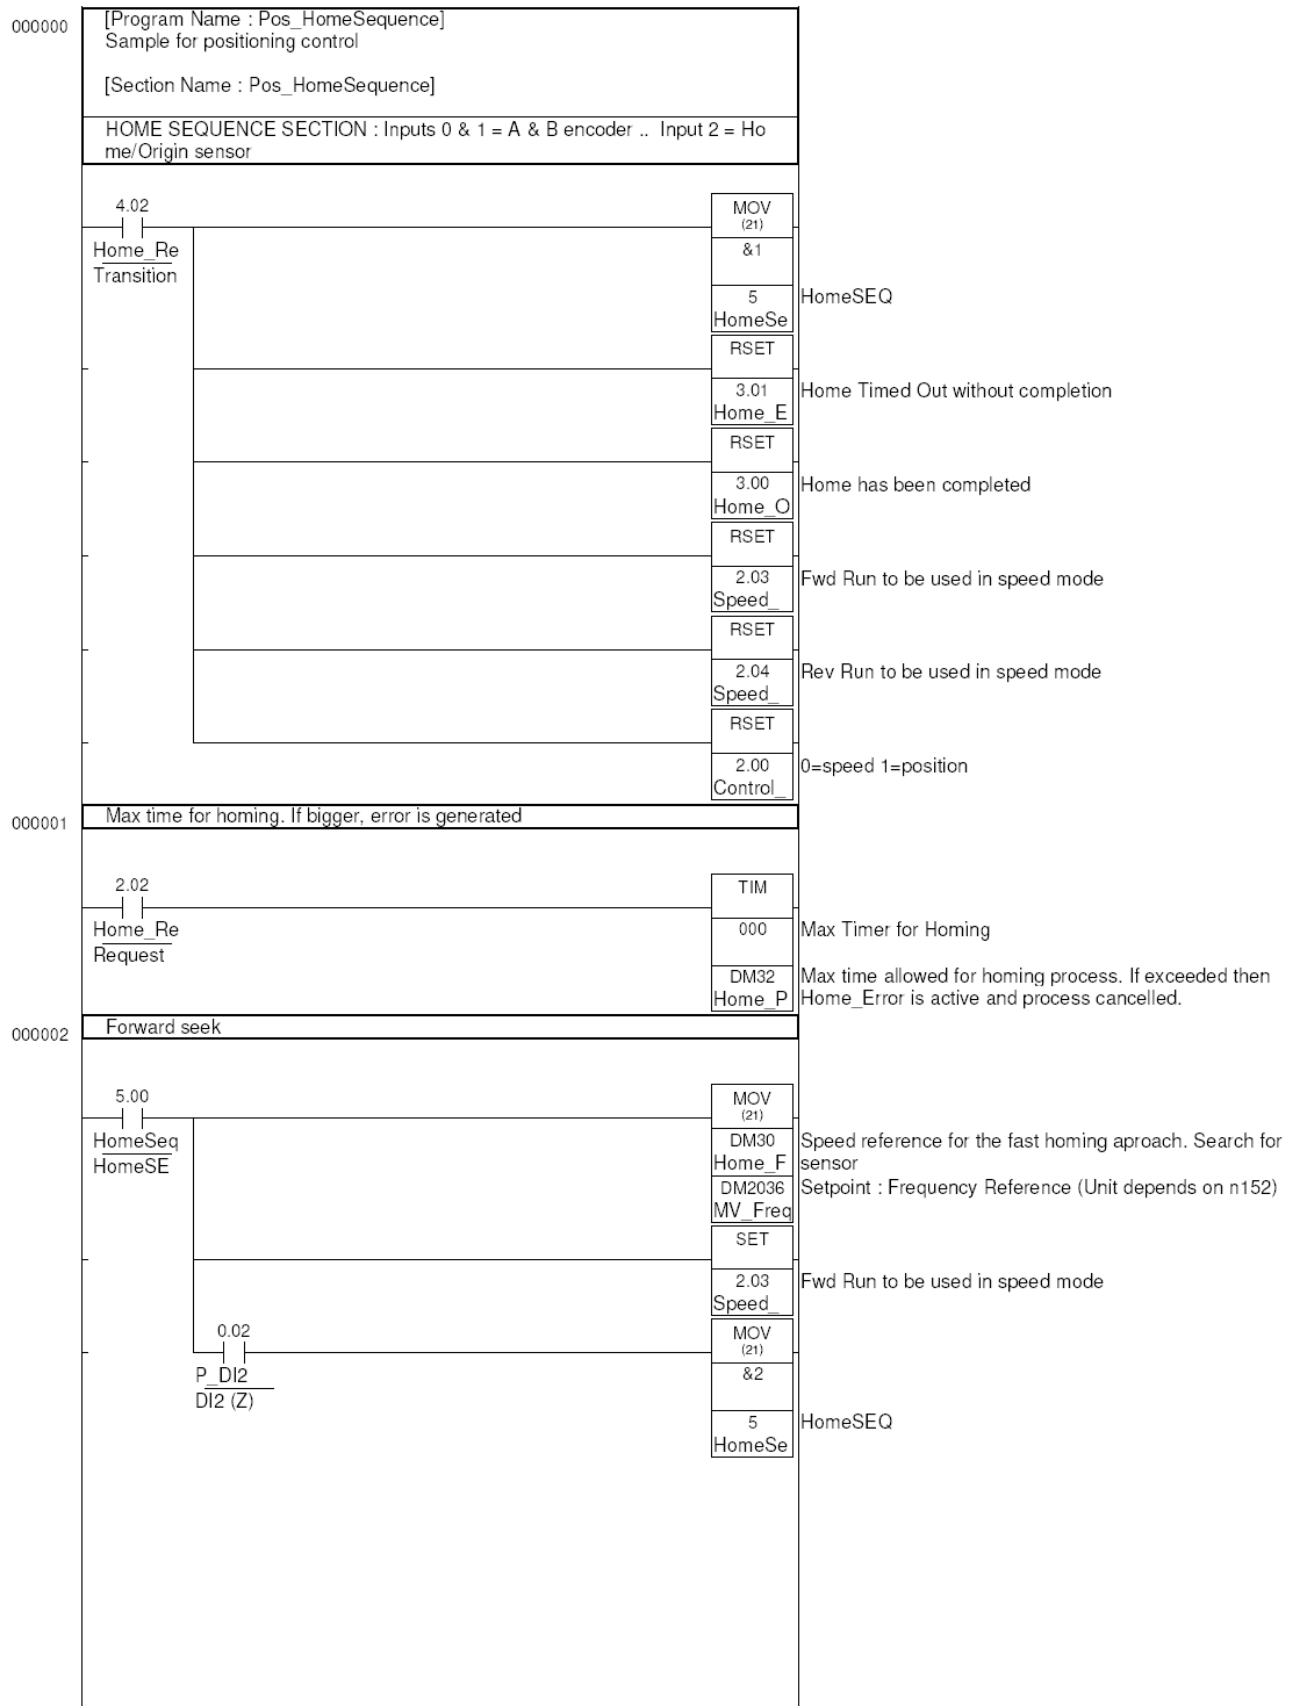 000000
[Program Name : Pos_HomeSequence]
Sample for positioning control
[Section Name : Pos_HomeSequence]
HOME SEQUENCE SECTION : Inputs 0 & 1 = A & B encoder .. Input 2 = Ho
me/Origin sensor
4.02
Home_Re
Transition
MOV
(21)
&1
5
HomeSe
HomeSEQ
RSET
3.01
Home_E
Home Timed Out without completion
RSET
3.00
Home_O
Home has been completed
RSET
2.03
Speed_
Fwd Run to be used in speed mode
RSET
2.04
Speed_
Rev Run to be used in speed mode
RSET
2.00
Control_
0=speed 1=position
000001
Max time for homing. If bigger, error is generated
2.02
Home_Re
Request
TIM
000
Max Timer for Homing
DM32
Home_P
Max time allowed for homing process. If exceeded then
Home_Error is active and process cancelled.
000002
Forward seek
5.00
HomeSeq
HomeSE
MOV
(21)
DM30
Home_F
Speed reference for the fast homing aproach. Search for
sensor
DM2036
MV_Freq
Setpoint : Frequency Reference (Unit depends on n152)
SET
2.03
Speed_
Fwd Run to be used in speed mode
0.02
P_DI2
DI2 (Z)
MOV
(21)
&2
5
HomeSe
HomeSEQ